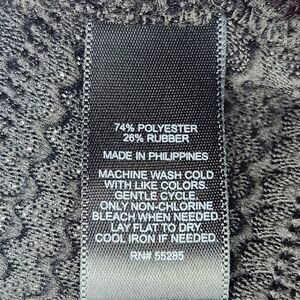 74% POLYESTER
26% RUBBER
MADE IN PHILIPPINES
MACHINE WASH COLD
WITH LIKE COLORS.
GENTLE CYCLE.
ONLY NON-CHLORINE
BLEACH WHEN NEEDED.
LAY FLAT TO DRY.
COOL IRON IF NEEDED.
RN# 55285